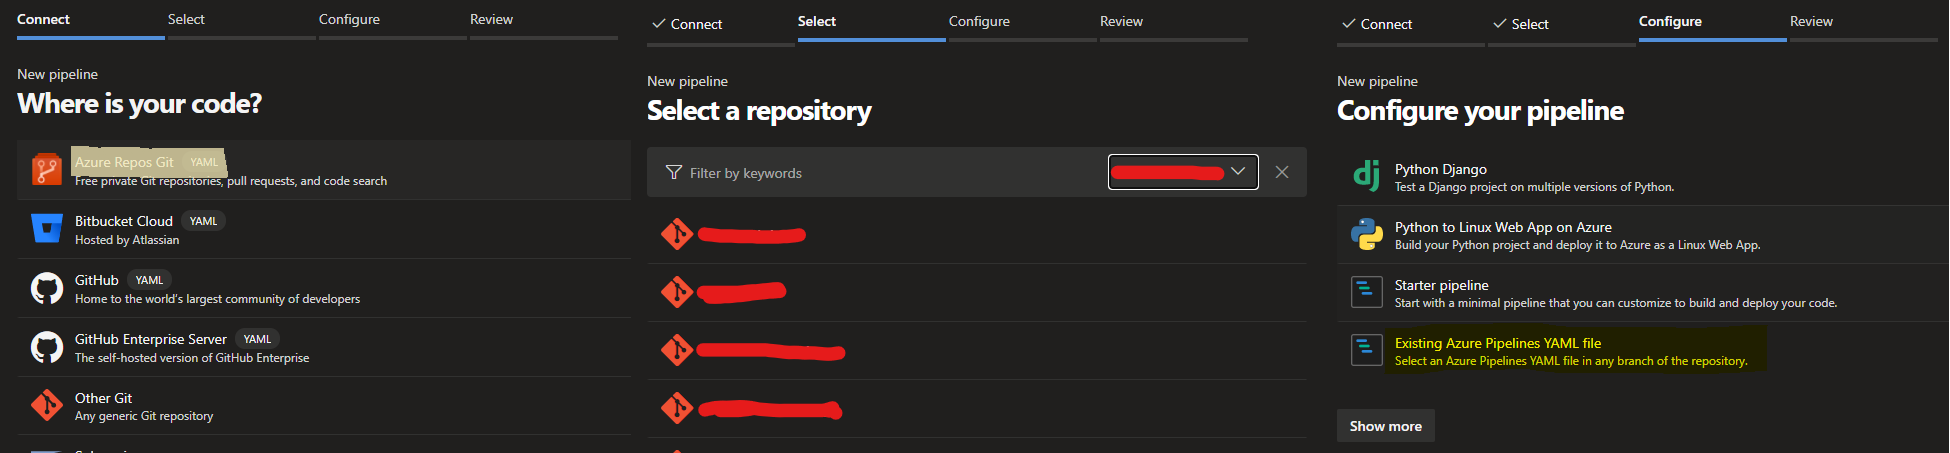 Connect
Select
Configure
Review
New pipeline
Where is your code?
Azure Repos Git YAML
Free private Git repositories, pull requests, and code search
Bitbucket Cloud YAML
Hosted by Atlassian
GitHub YAML
Home to the world's largest community of developers
GitHub Enterprise Server YAML
The self-hosted version of GitHub Enterprise
Other Git
Any generic Git repository
Connect
Select
Configure
Review
New pipeline
Select a repository
Filter by keywords
Connect
Select
Configure
Review
New pipeline
Configure your pipeline
dj
Python Django
Test a Django project on multiple versions of Python.
Python to Linux Web App on Azure
Build your Python project and deploy it to Azure as a Linux Web App.
Starter pipeline
Start with a minimal pipeline that you can customize to build and deploy your code.
Existing Azure Pipelines YAML file
Select an Azure Pipelines YAML file in any branch of the repository.
Show more